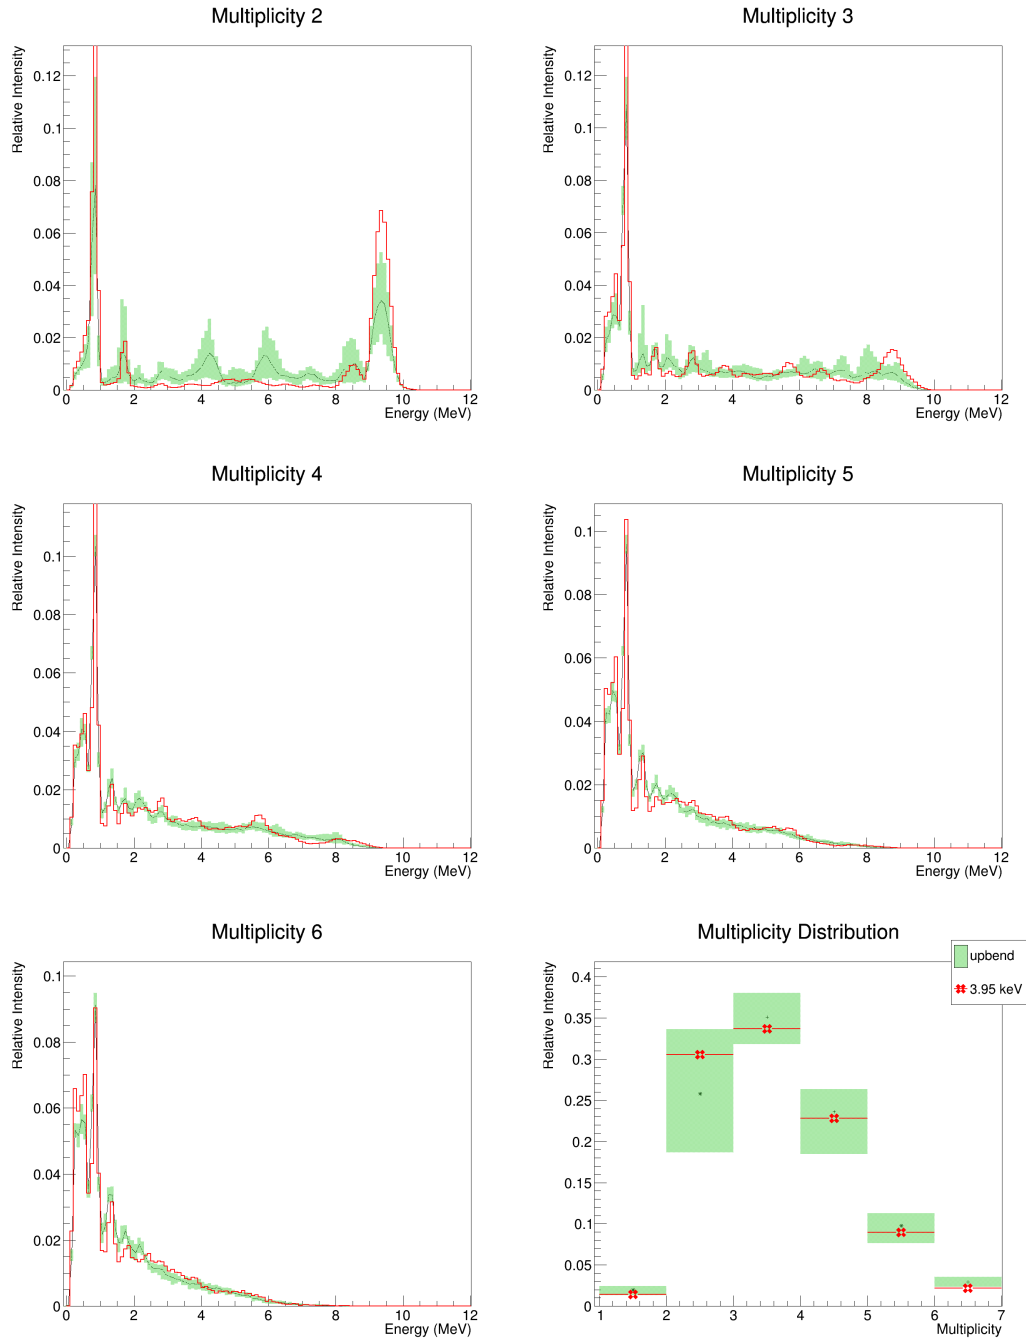 Multiplicity 2
Relative Intensity
0.12
0.1
0.08
0.06
0.04
0.02
0
0 2 4 6 8 10 12
Energy (MeV)
Multiplicity 3
Relative Intensity
0.12
0.1
0.08
0.06
0.04
0.02
0
0 2 4 6 8 10 12
Energy (MeV)
Multiplicity 4
Relative Intensity
0.1
0.08
0.06
0.04
0.02
0
0 2 4 6 8 10 12
Energy (MeV)
Multiplicity 5
Relative Intensity
0.1
0.08
0.06
0.04
0.02
0
0 2 4 6 8 10 12
Energy (MeV)
Multiplicity 6
Relative Intensity
0.1
0.08
0.06
0.04
0.02
0
0 2 4 6 8 10 12
Energy (MeV)
Multiplicity Distribution
upbend
3.95 keV
Relative Intensity
0.4
0.35
0.3
0.25
0.2
0.15
0.1
0.05
0
1 2 3 4 5 6 7
Multiplicity